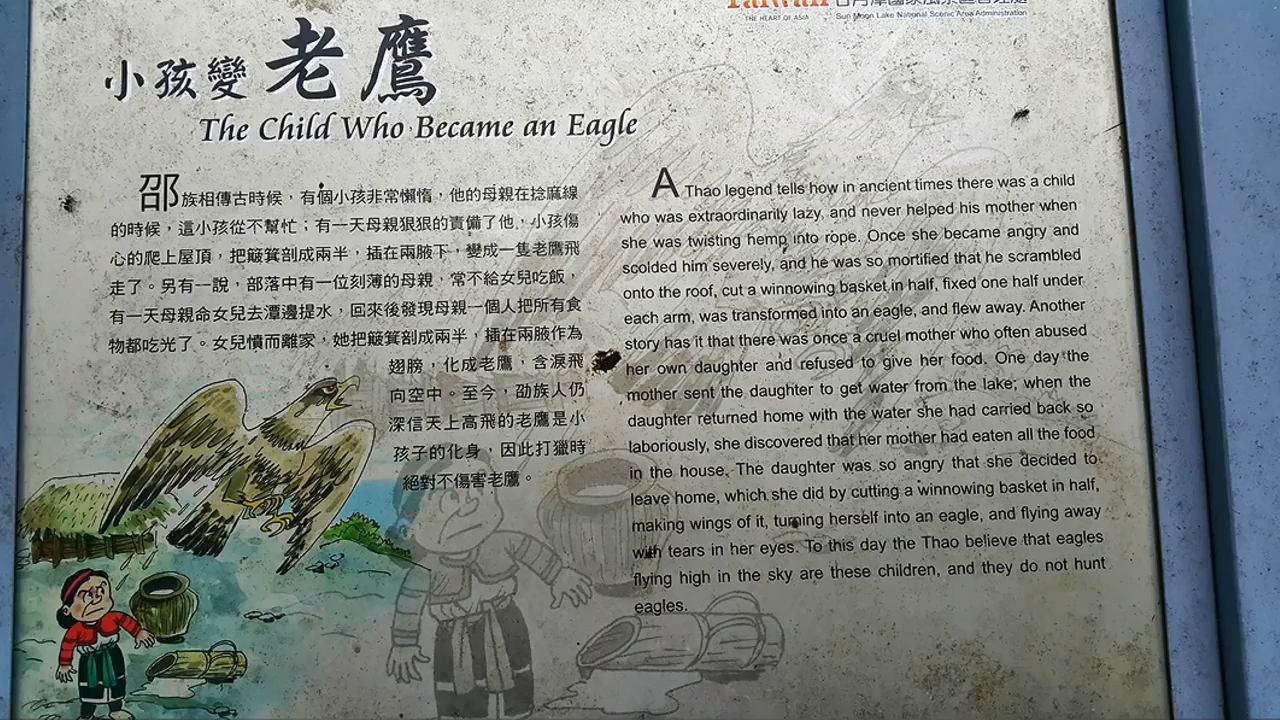 Taiwan
THE HEART OF ASIA
日月潭國家風景區管理處
Sun Moon Lake National Scenic Area Administration
小孩變老鷹
The Child Who Became an Eagle
邵族相傳古時候，有個小孩非常懶惰，他的母親在捻麻線
的時候，這小孩從不幫忙；有一天母親狠狠的責備了他，小孩傷
心的爬上屋頂，把簸箕剖成兩半，插在兩腋下，變成一隻老鷹飛
走了。另有一說，部落中有一位刻薄的母親，常不給女兒吃飯，
有一天母親命女兒去潭邊提水，回來後發現母親一個人把所有食
物都吃光了。女兒憤而離家，她把簸箕剖成兩半，插在兩腋作為
翅膀，化成老鷹，含淚飛
向空中。至今，邵族人仍
深信天上高飛的老鷹是小
孩子的化身，因此打獵時
絕對不傷害老鷹。
A Thao legend tells how in ancient times there was a child
who was extraordinarily lazy, and never helped his mother when
she was twisting hemp into rope. Once she became angry and
scolded him severely, and he was so mortified that he scrambled
onto the roof, cut a winnowing basket in half, fixed one half under
each arm, was transformed into an eagle, and flew away. Another
story has it that there was once a cruel mother who often abused
her own daughter and refused to give her food. One day the
mother sent the daughter to get water from the lake; when the
daughter returned home with the water she had carried back so
laboriously, she discovered that her mother had eaten all the food
in the house. The daughter was so angry that she decided to
leave home, which she did by cutting a winnowing basket in half,
making wings of it, turning herself into an eagle, and flying away
with tears in her eyes. To this day the Thao believe that eagles
flying high in the sky are these children, and they do not hunt
eagles.